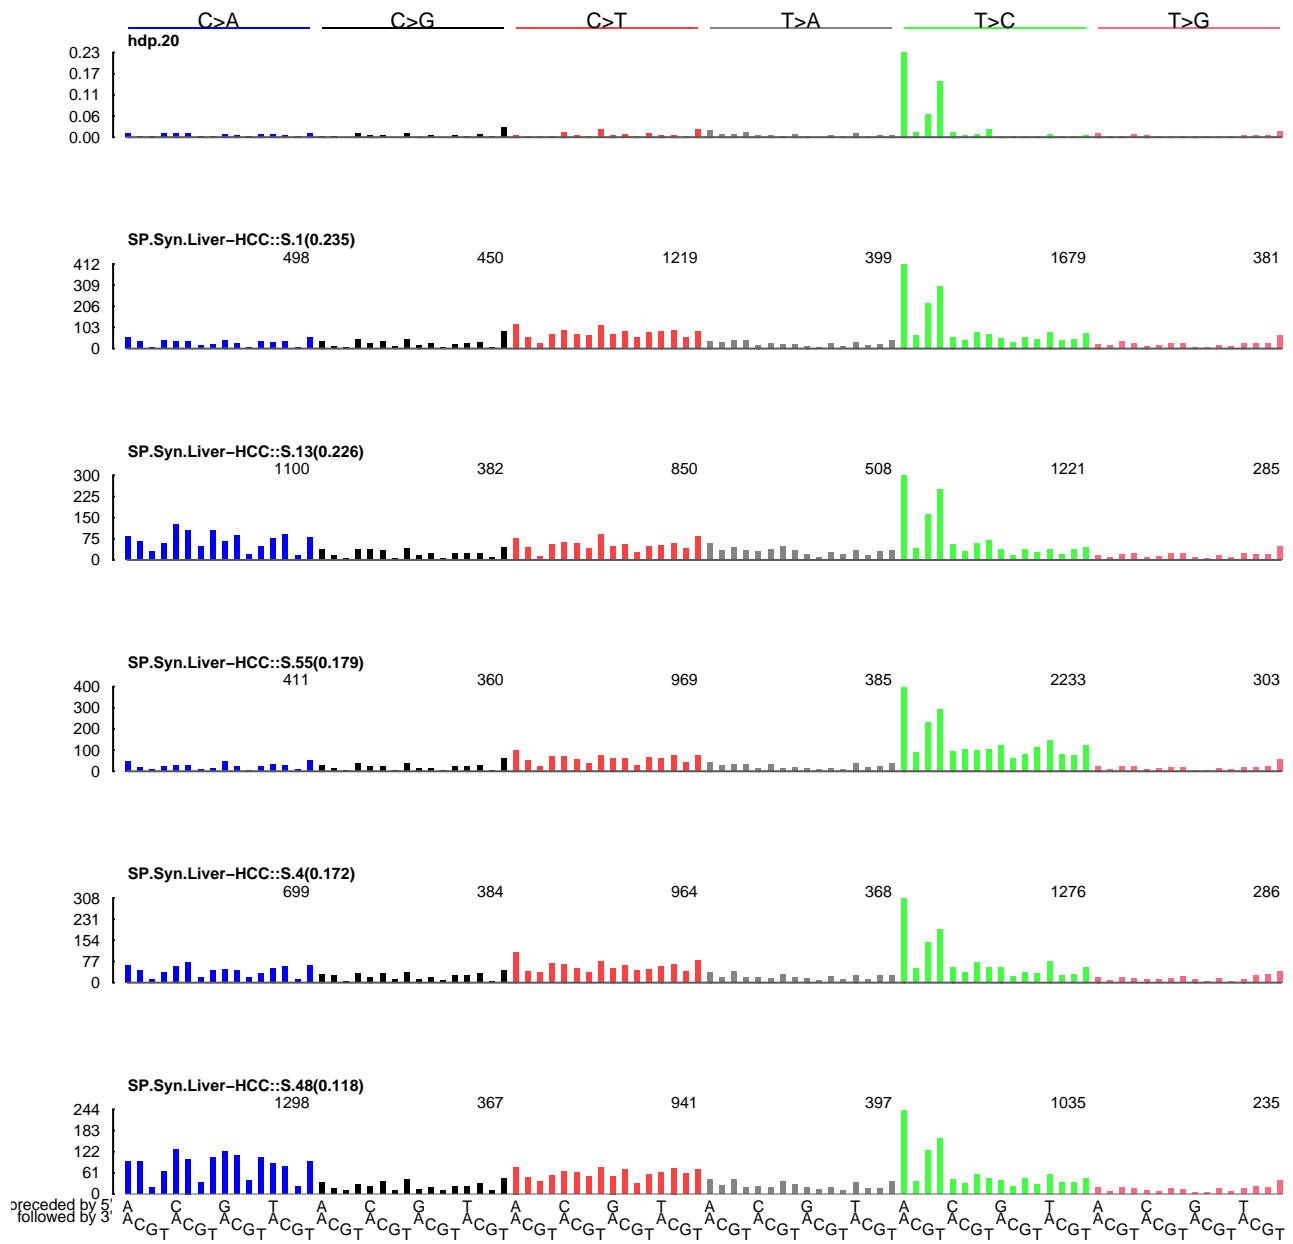 C>A C>G C>T T>A T>C T>G
hdp.20
0.23
0.17
0.11
0.06
0.00
SP.Syn.Liver−HCC::S.1(0.235)
498 450 1219 399 1679 381
412
309
206
103
0
SP.Syn.Liver−HCC::S.13(0.226)
1100 382 850 508 1221 285
300
225
150
75
0
SP.Syn.Liver−HCC::S.55(0.179)
411 360 969 385 2233 303
400
300
200
100
0
SP.Syn.Liver−HCC::S.4(0.172)
699 384 964 368 1276 286
308
231
154
77
0
SP.Syn.Liver−HCC::S.48(0.118)
1298 367 941 397 1035 235
244
183
122
61
0
preceded by 5' A C G T A C G T A C G T A C G T A C G T A C G T
followed by 3' A C G T A C G T A C G T A C G T A C G T A C G T A C G T A C G T A C G T A C G T A C G T A C G T A C G T A C G T A C G T A C G T A C G T A C G T A C G T A C G T A C G T A C G T A C G T A C G T